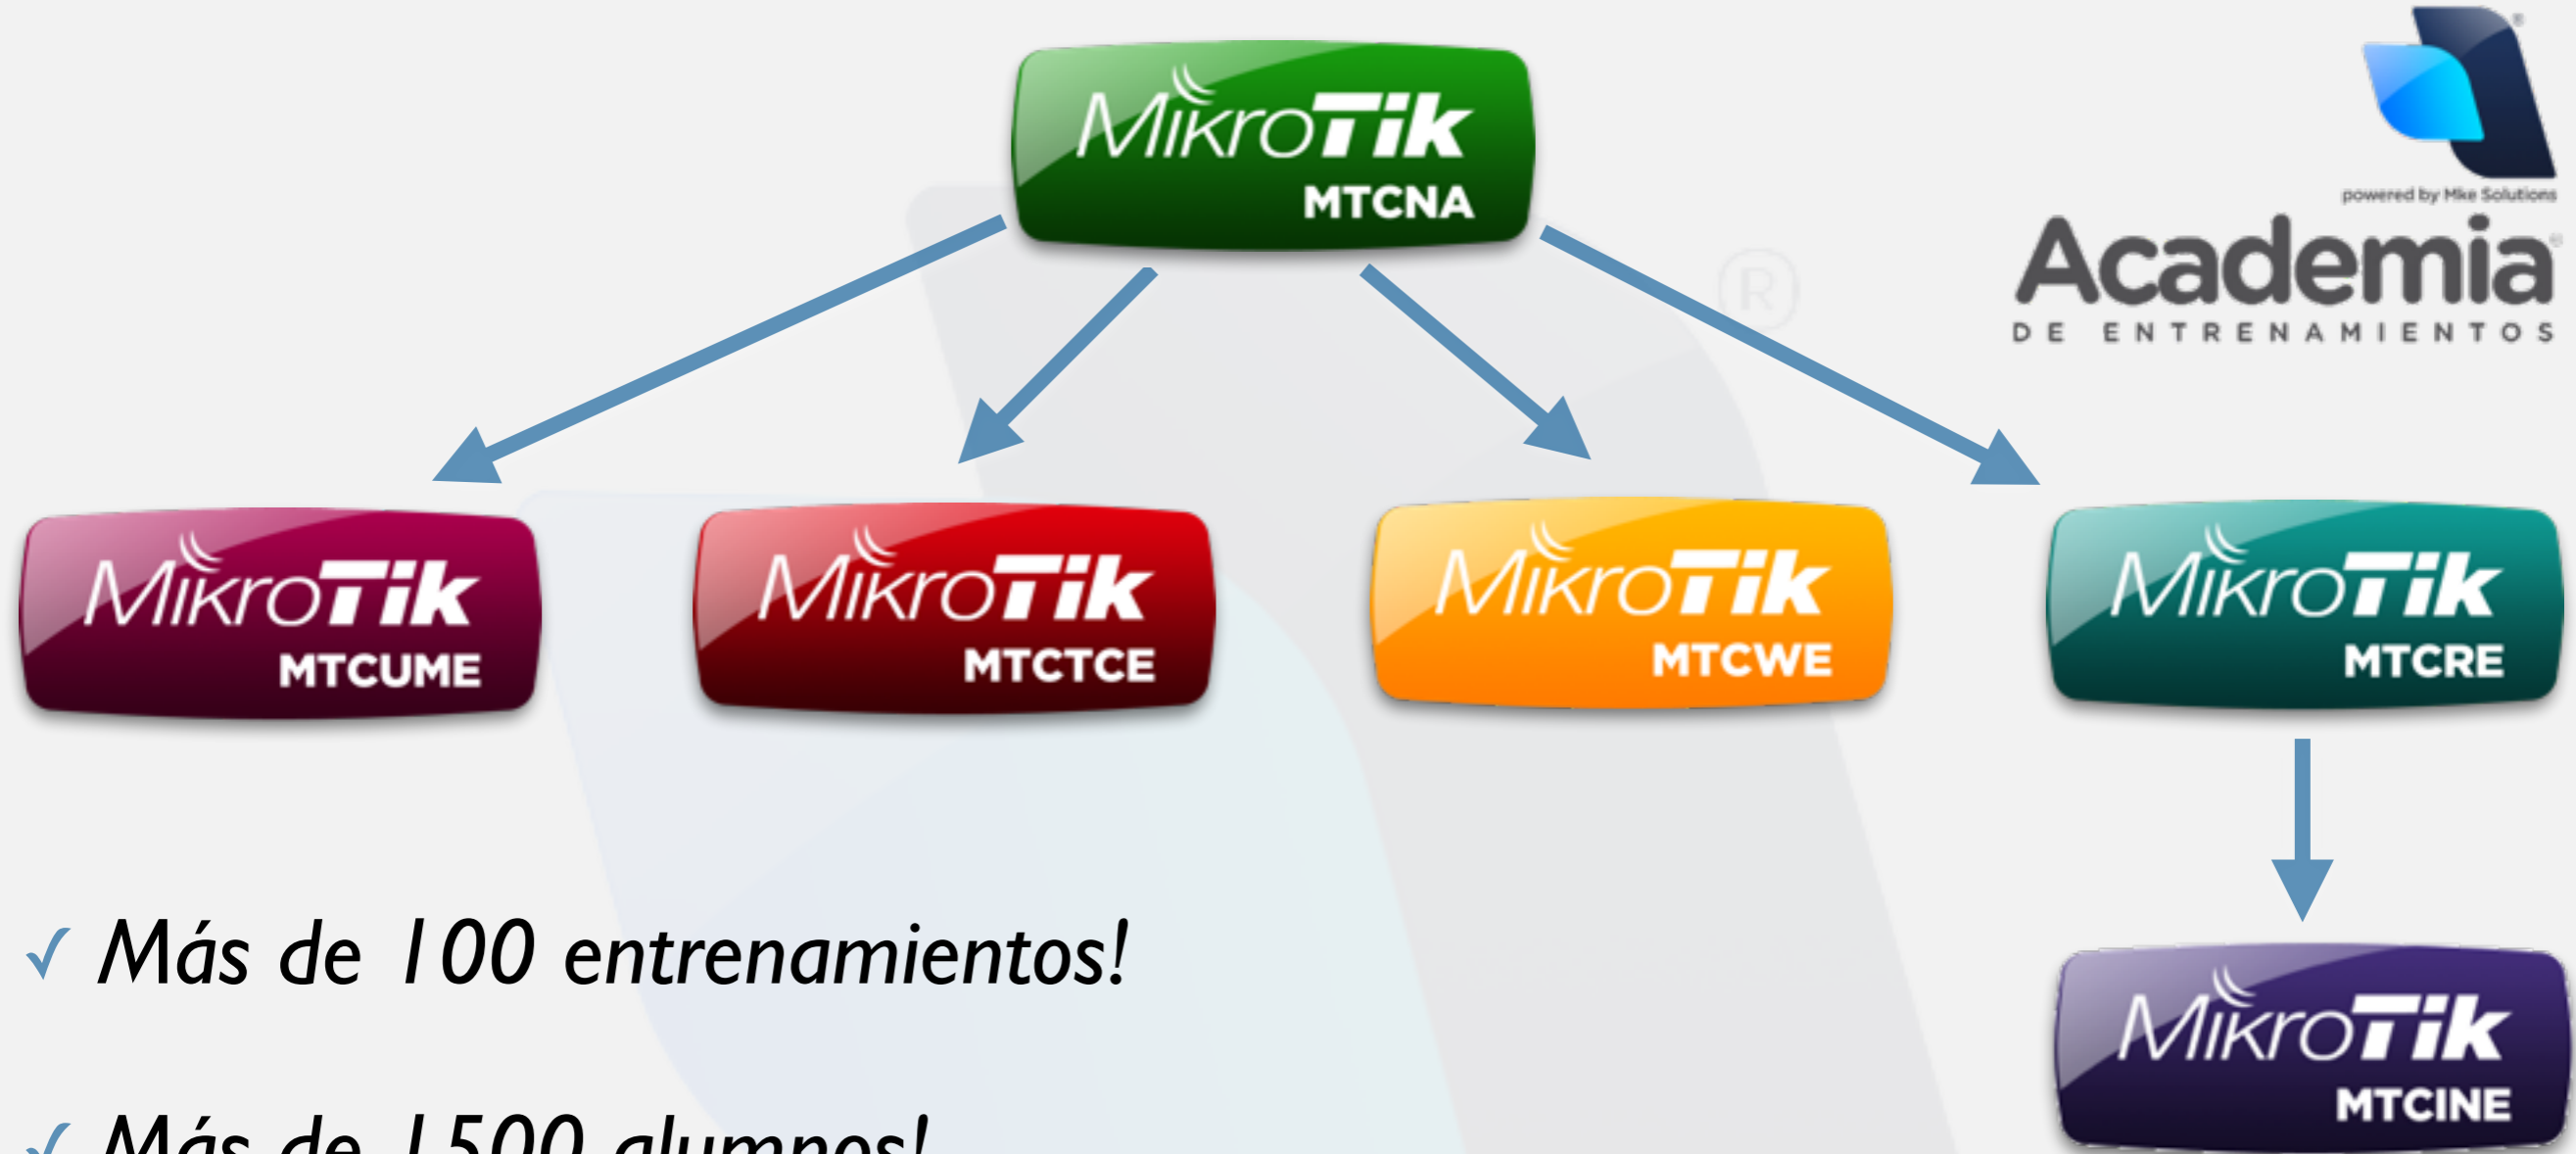 MikroTik
MTCNA
powered by Mke Solutions
Academia
DE ENTRENAMIENTOS
®
MikroTik
MTCUME
MikroTik
MTCTCE
MikroTik
MTCWE
MikroTik
MTCRE
✓ Más de 100 entrenamientos!
MikroTik
MTCINE
✓ Más de 1500 alumnos!